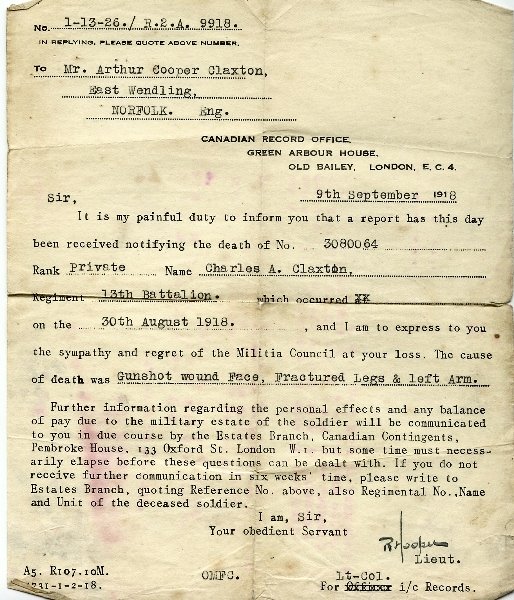 No. 1-13-26./ R.2.A. 9918.
IN REPLYING, PLEASE QUOTE ABOVE NUMBER.
To Mr. Arthur Cooper Claxton,
East Wendling,
NORFOLK. Eng.
CANADIAN RECORD OFFICE,
GREEN ARBOUR HOUSE,
OLD BAILEY, LONDON, E.C.4.
9th September 1918
Sir,
It is my painful duty to inform you that a report has this day
been received notifying the death of No. 3080064
Rank Private Name Charles A. Claxton,
Regiment 13th Battalion. which occurred
on the 30th August 1918. , and I am to express to you
the sympathy and regret of the Militia Council at your loss. The cause
of death was Gunshot wound Face, Fractured Legs & left Arm.
Further information regarding the personal effects and any balance
of pay due to the military estate of the soldier will be communicated
to you in due course by the Estates Branch, Canadian Contingents,
Pembroke House, 133 Oxford St. London W.1. but some time must necess-
arily elapse before these questions can be dealt with. If you do not
receive further communication in six weeks' time, please write to
Estates Branch, quoting Reference No. above, also Regimental No., Name
and Unit of the deceased soldier.
I am, Sir,
Your obedient Servant
Lieut.
A5. R107.10M. Lt-Col.
1-2-18. OMFC. For i/c Records.